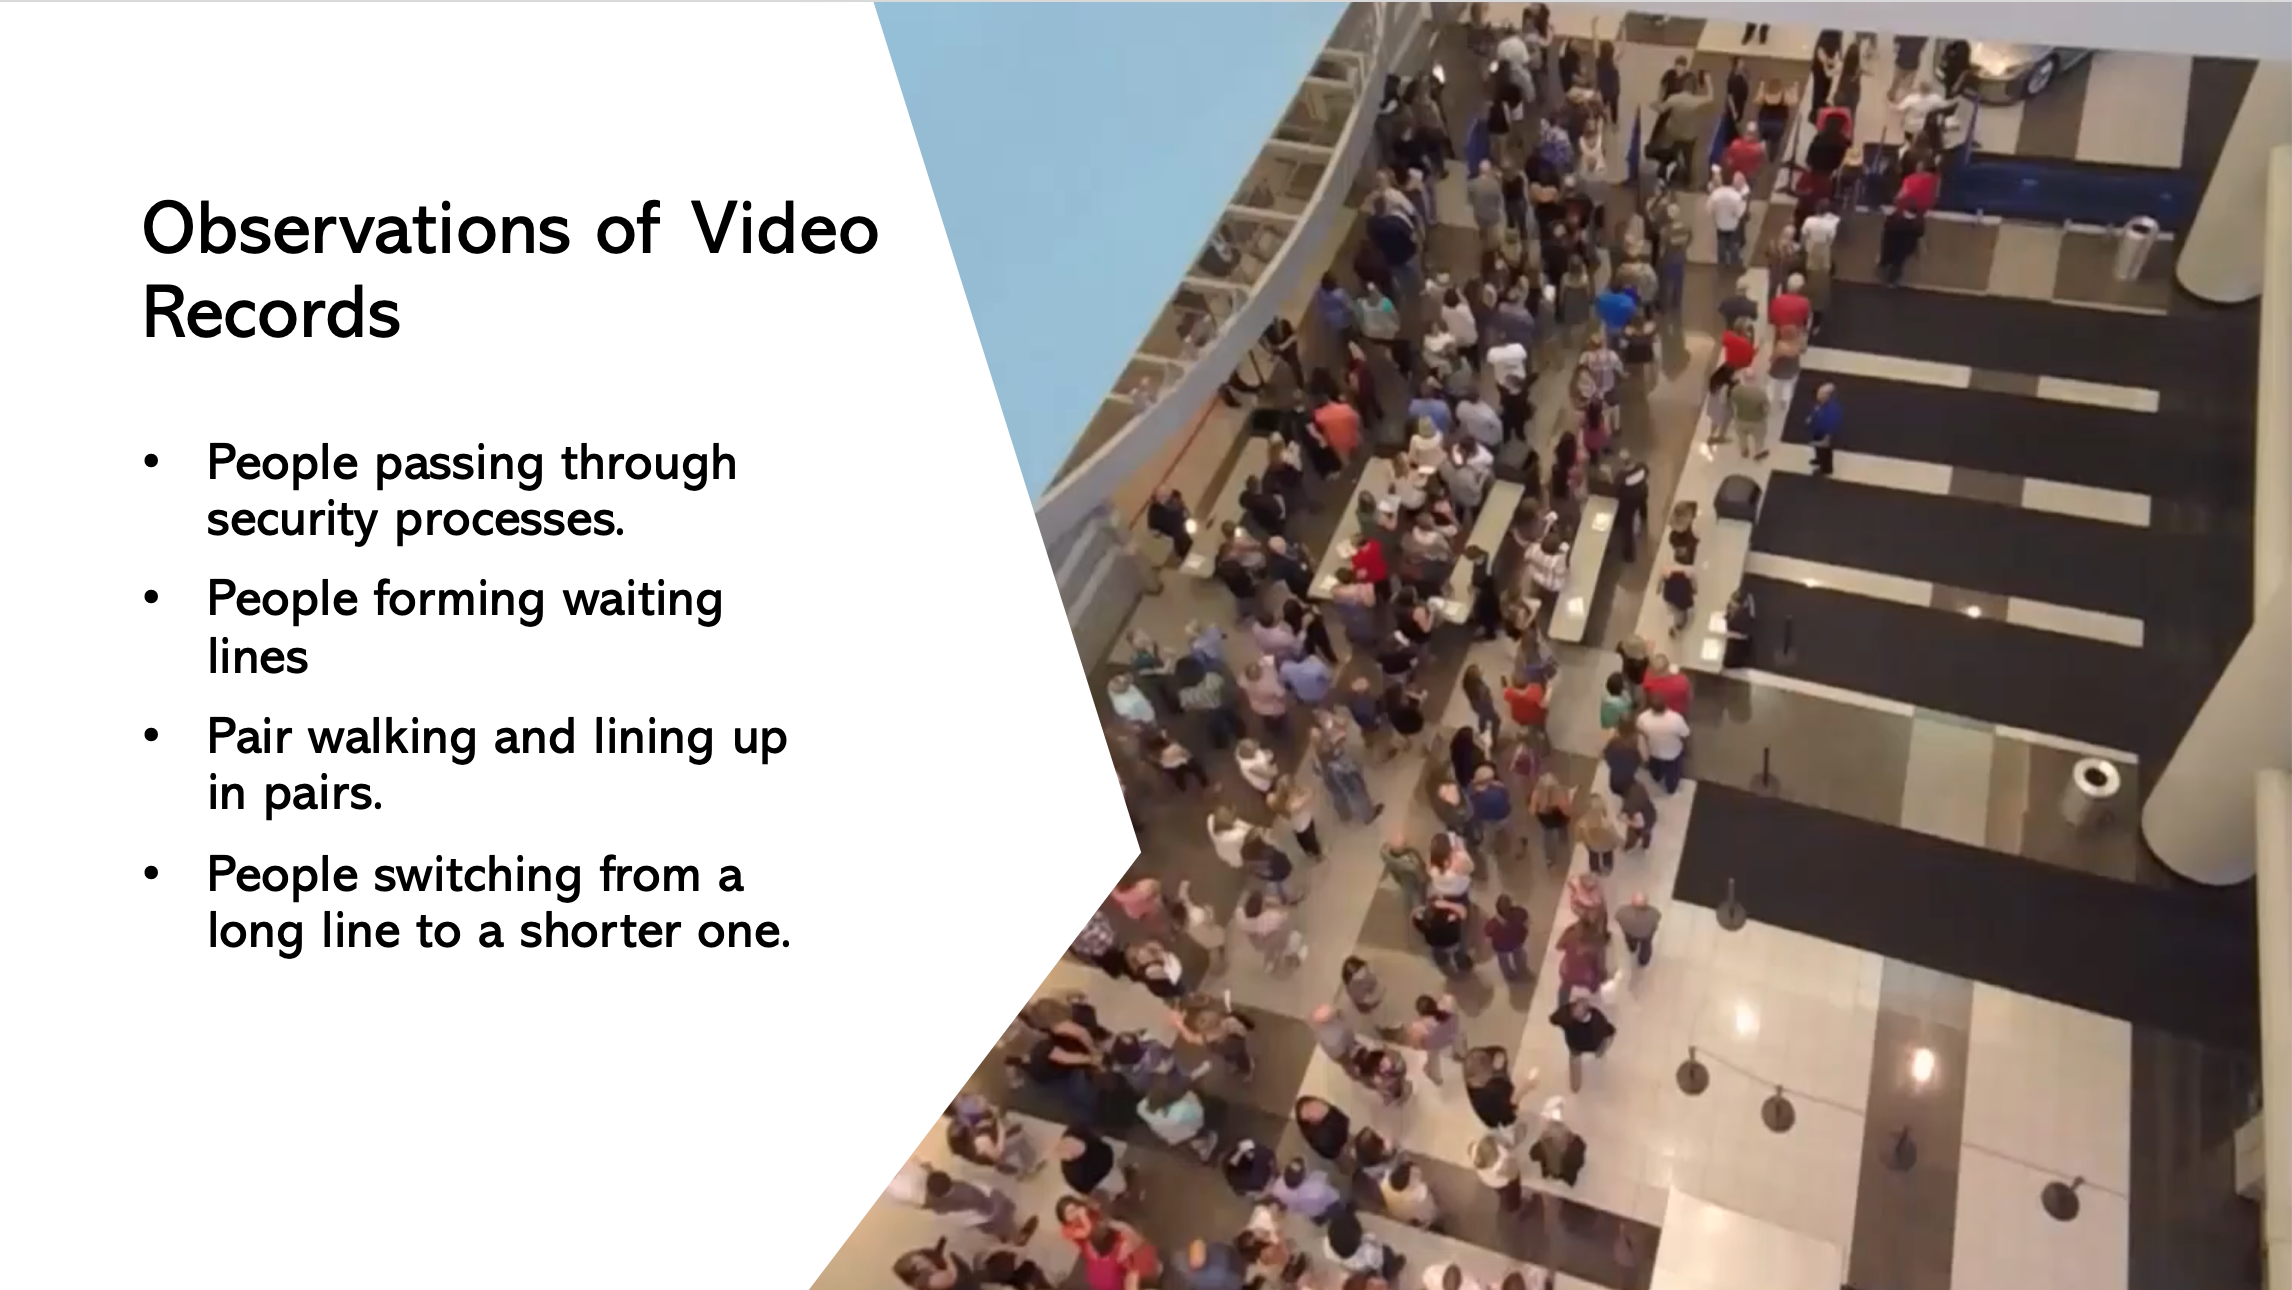 Observations of Video
Records
• People passing through
security processes.
• People forming waiting
lines
• Pair walking and lining up
in pairs.
• People switching from a
long line to a shorter one.